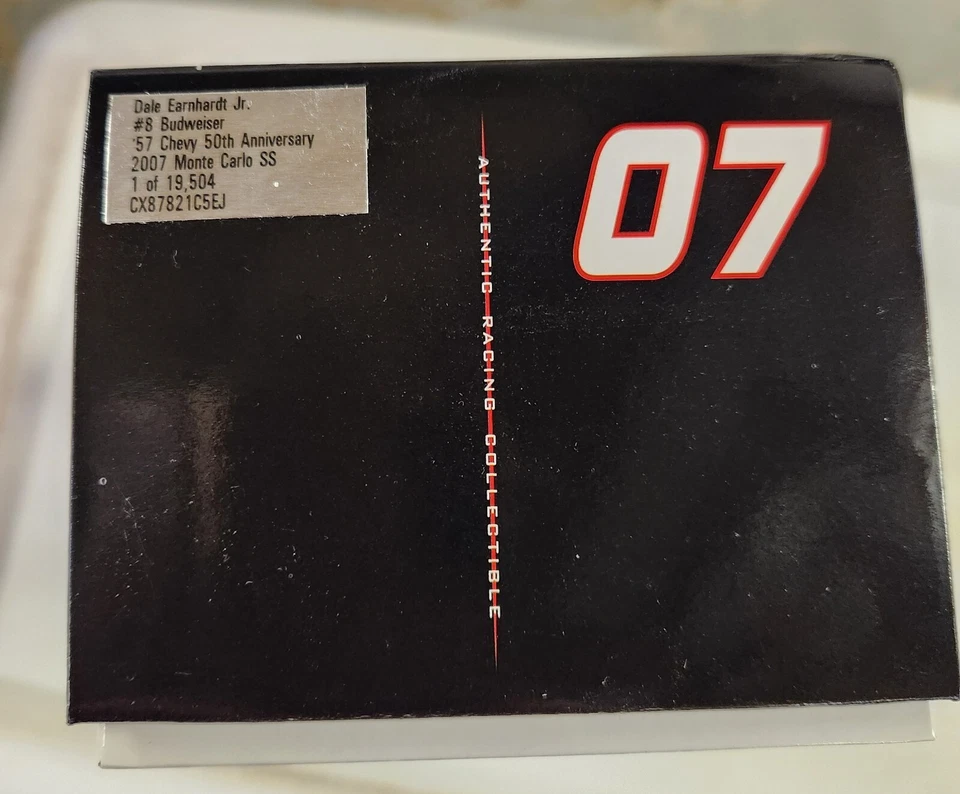 Dale Earnhardt Jr.
#8 Budweiser
'57 Chevy 50th Anniversary
2007 Monte Carlo SS
1 of 19,504
CX87821C5EJ
AUTHENTIC RACING COLLECTIBLE
07